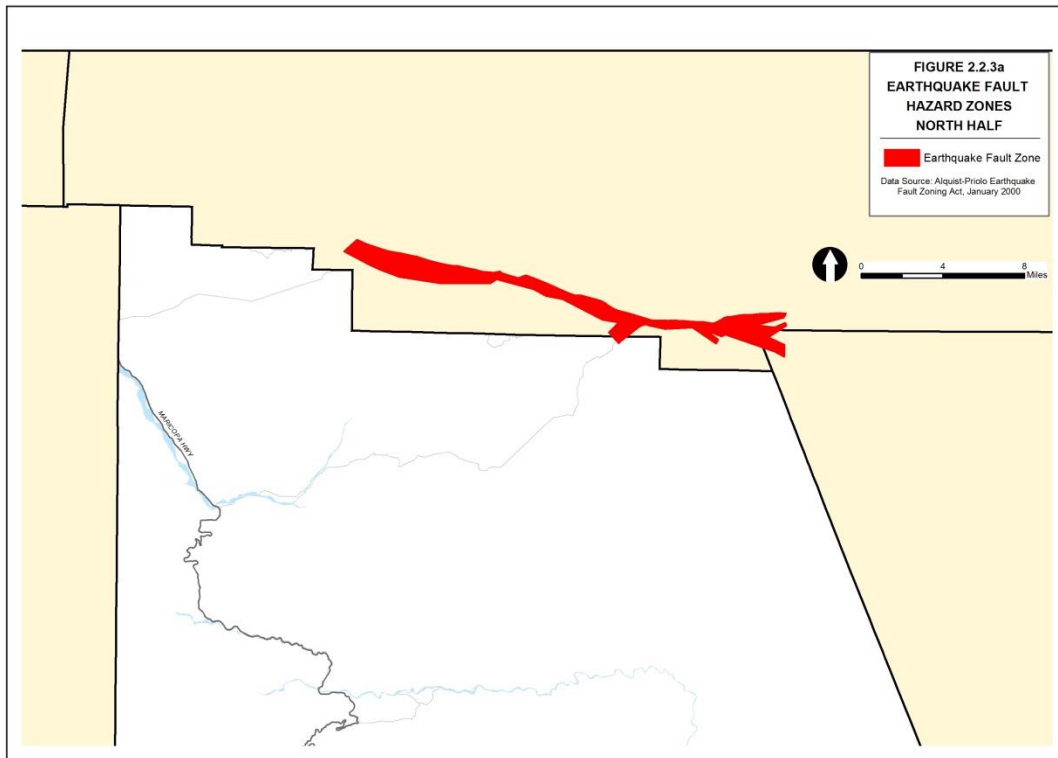 FIGURE 2.2.3a
EARTHQUAKE FAULT
HAZARD ZONES
NORTH HALF
Earthquake Fault Zone
Data Source: Alquist-Priolo Earthquake
Fault Zoning Act, January 2000
0 4 8
Miles
MARICOPA HWY